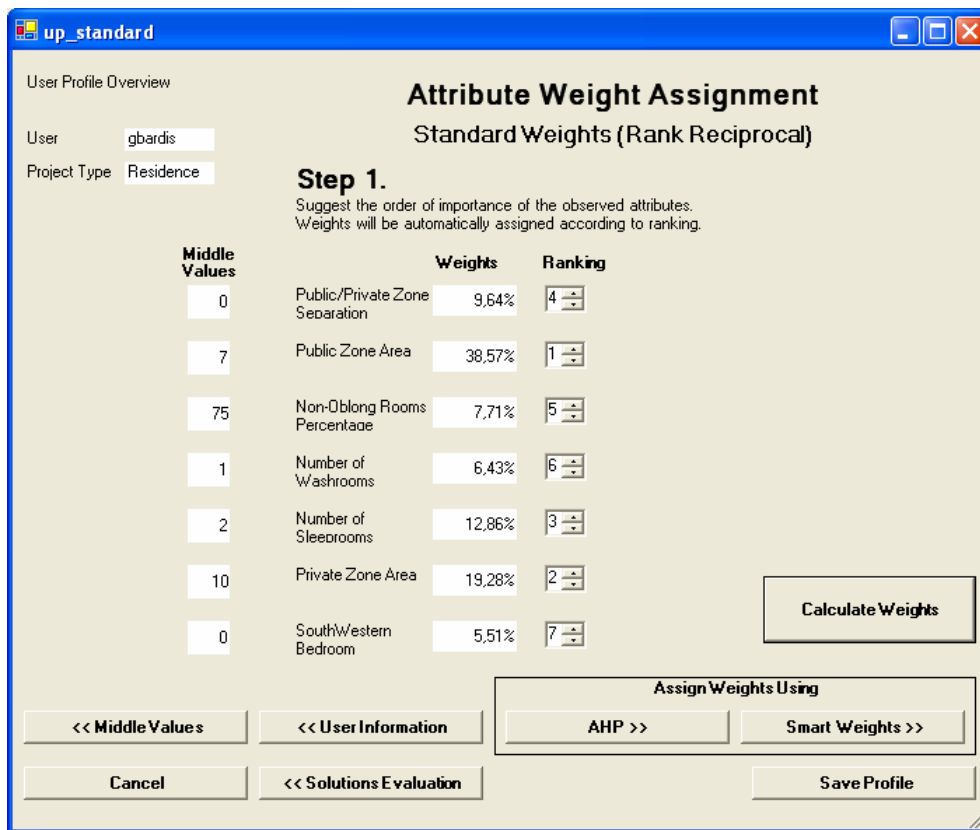 up_standard
User Profile Overview
Attribute Weight Assignment
Standard Weights (Rank Reciprocal)
User gbardis
Project Type Residence
Step 1.
Suggest the order of importance of the observed attributes.
Weights will be automatically assigned according to ranking.
Middle
Values
Weights Ranking
0 Public/Private Zone
Separation 9,64% 4
7 Public Zone Area 38,57% 1
75 Non-Oblong Rooms
Percentage 7,71% 5
1 Number of
Washrooms 6,43% 6
2 Number of
Sleeprooms 12,86% 3
10 Private Zone Area 19,28% 2
0 SouthWestern
Bedroom 5,51% 7
Calculate Weights
Assign Weights Using
<< Middle Values << User Information AHP >> Smart Weights >>
Cancel << Solutions Evaluation Save Profile